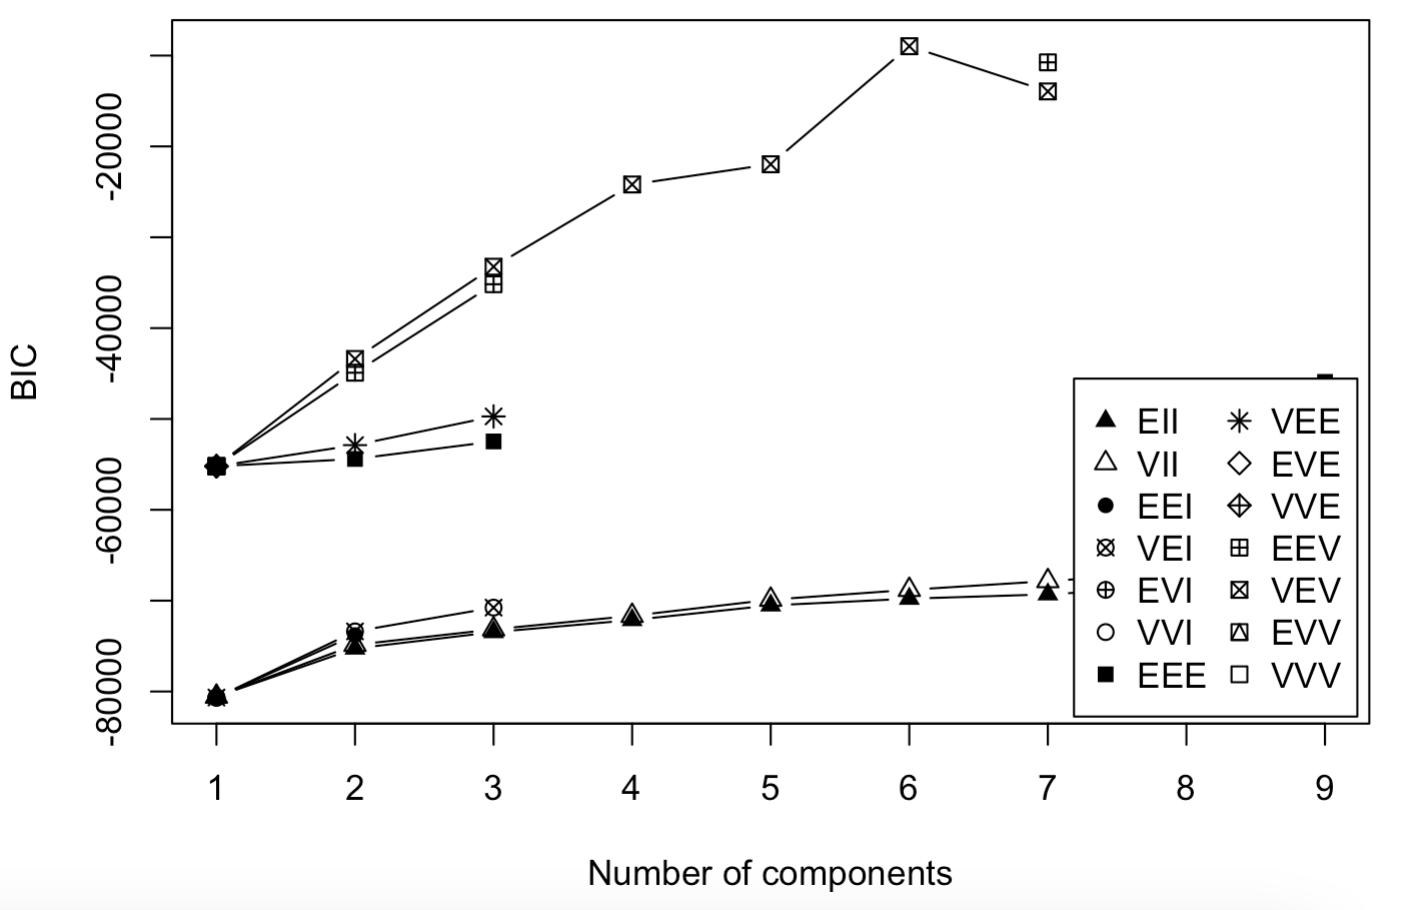 BIC
-20000
-40000
-60000
-80000
1 2 3 4 5 6 7 8 9
Number of components
EII VEE
VII EVE
EEI VVE
VEI EEV
EVI VEV
VVI EVV
EEE VVV